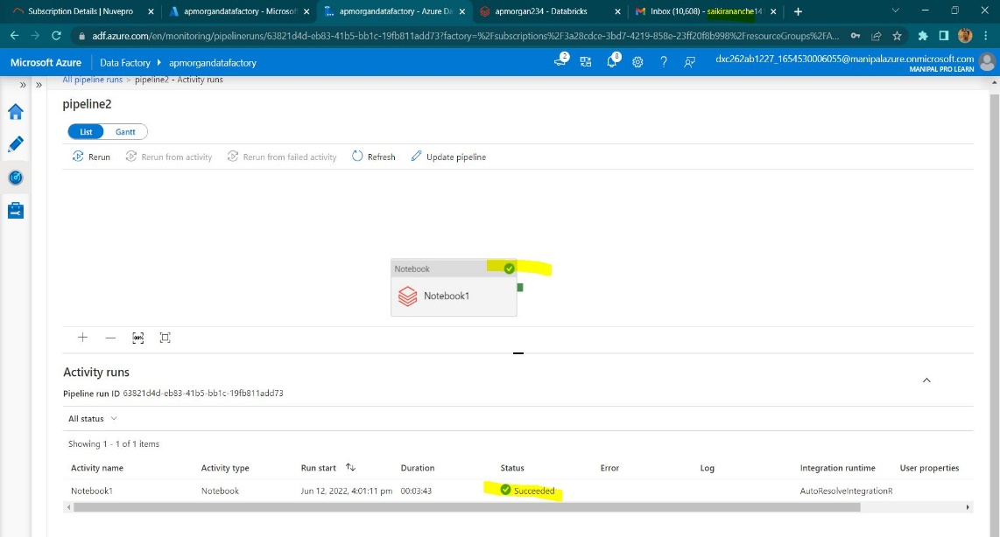 Subscription Details | Nuvepro
apmorgandatafactory - Microsof
apmorgandatafactory - Azure Da
apmorgan234 - Databricks
Inbox (10,608) - saikirananche141
adf.azure.com/en/monitoring/pipelineruns/63821d4d-eb83-41b5-bb1c-19fb811add73?factory=%2Fsubscriptions%2F3a28cdce-3bd7-4219-858e-23ff20f8b998%2FresourceGroups%2FA...
Microsoft Azure
Data Factory
apmorgandatafactory
2
8
dxc262ab1227_1654530006055@manipalazure.onmicrosoft.com
MANIPAL PRO LEARN
All pipeline runs > pipeline2 - Activity runs
pipeline2
List
Gantt
Rerun
Rerun from activity
Rerun from failed activity
Refresh
Update pipeline
Notebook
Notebook1
100%
Activity runs
Pipeline run ID 63821d4d-eb83-41b5-bb1c-19fb811add73
All status
Showing 1 - 1 of 1 items
Activity name Activity type Run start Duration Status Error Log Integration runtime User properties
Notebook1 Notebook Jun 12, 2022, 4:01:11 pm 00:03:43 Succeeded AutoResolveIntegrationR